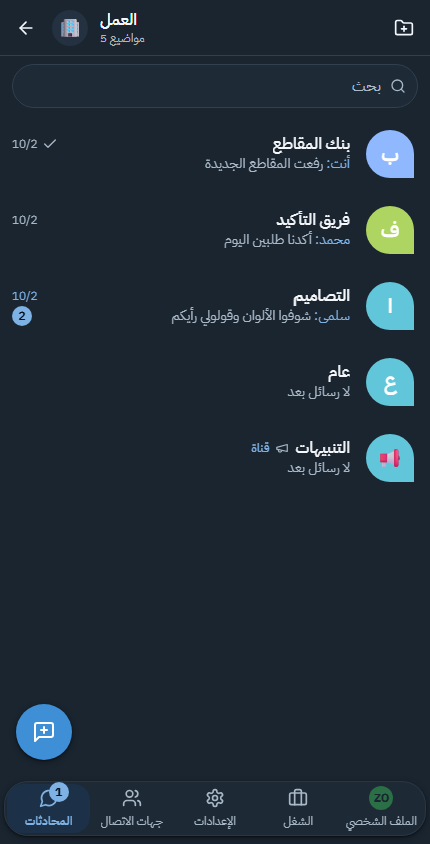 العمل
5 مواضيع
بحث
ب
بنك المقاطع
10/2
أنت: رفعت المقاطع الجديدة
ف
فريق التأكيد
10/2
محمد: أكدنا طلبين اليوم
ا
التصاميم
10/2
سلمى: شوفوا الألوان وقولولي رأيكم
2
ع
عام
لا رسائل بعد
التنبيهات
قناة
لا رسائل بعد
ZO
الملف الشخصي
الشغل
الإعدادات
جهات الاتصال
1
المحادثات